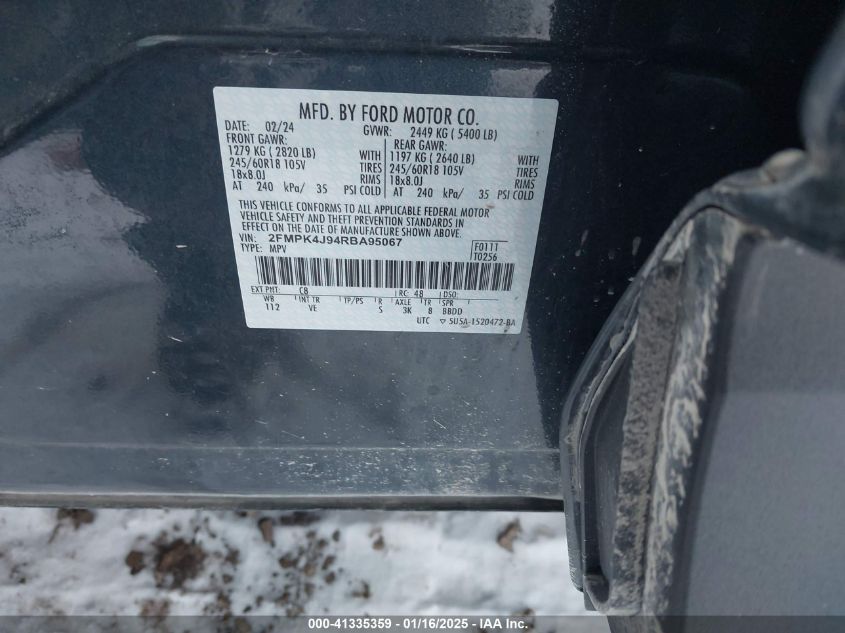 MFD. BY FORD MOTOR CO.
DATE: 02/24 GVWR: 2449 KG ( 5400 LB)
FRONT GAWR: REAR GAWR:
1279 KG ( 2820 LB) WITH 1197 KG ( 2640 LB) WITH
245/60R18 105V TIRES 245/60R18 105V TIRES
18x8.0J RIMS 18x8.0J RIMS
AT 240 kPa/ 35 PSI COLD AT 240 kPa/ 35 PSI COLD
THIS VEHICLE CONFORMS TO ALL APPLICABLE FEDERAL MOTOR
VEHICLE SAFETY AND THEFT PREVENTION STANDARDS IN
EFFECT ON THE DATE OF MANUFACTURE SHOWN ABOVE.
VIN: 2FMPK4J94RBA95067 F0111
TYPE: MPV T0256
EXT PNT: C8 RC: 48 DSO:
WB INT TR TP/PS R AXLE TR SPR
112 VE S 3K 8 BBDD
UTC ▽ 5U5A-1520472-BA
000-41335359 - 01/16/2025 - IAA Inc.